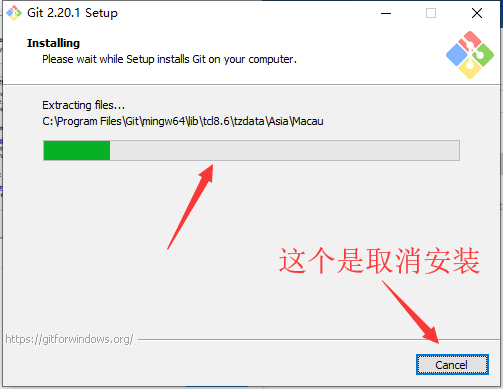 Git 2.20.1 Setup
Installing
Please wait while Setup installs Git on your computer.
Extracting files...
C:\Program Files\Git\mingw64\lib\tcl8.6\tzdata\Asia\Macau
这个是取消安装
https://gitforwindows.org/
Cancel